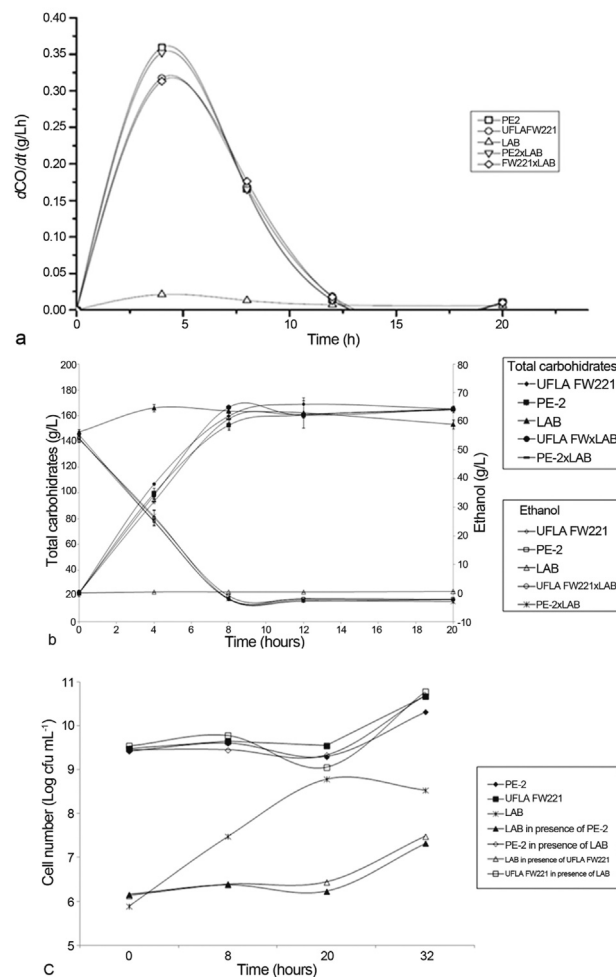 0.40
0.35
0.30
0.25
0.20
0.15
0.10
0.05
0.00
dCO/dt (g/Lh)
0 5 10 15 20
Time (h)
PE2
UFLAFW221
LAB
PE2xLAB
FW221xLAB
a
200
180
160
140
120
100
80
60
40
20
0
Total carbohidrates (g/L)
80
70
60
50
40
30
20
10
0
-10
Ethanol (g/L)
0 2 4 6 8 10 12 14 16 18 20
Time (hours)
b
Total carbohidrates
UFLA FW221
PE-2
LAB
UFLA FWxLAB
PE-2xLAB
Ethanol
UFLA FW221
PE-2
LAB
UFLA FW221xLAB
PE-2xLAB
11
10
9
8
7
6
5
Cell number (Log cfu mL⁻¹)
0 8 20 32
Time (hours)
C
PE-2
UFLA FW221
LAB
LAB in presence of PE-2
PE-2 in presence of LAB
LAB in presence of UFLA FW221
UFLA FW221 in presence of LAB